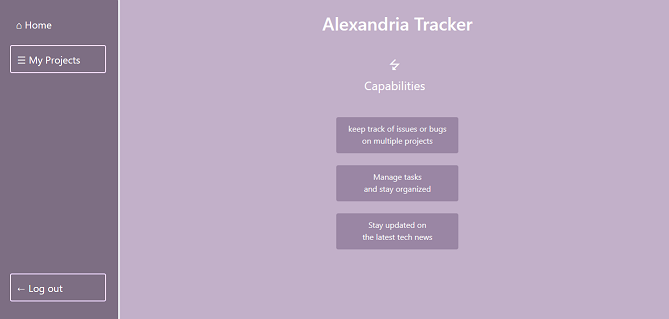 Home
My Projects
Log out
Alexandria Tracker
Capabilities
keep track of issues or bugs
on multiple projects
Manage tasks
and stay organized
Stay updated on
the latest tech news